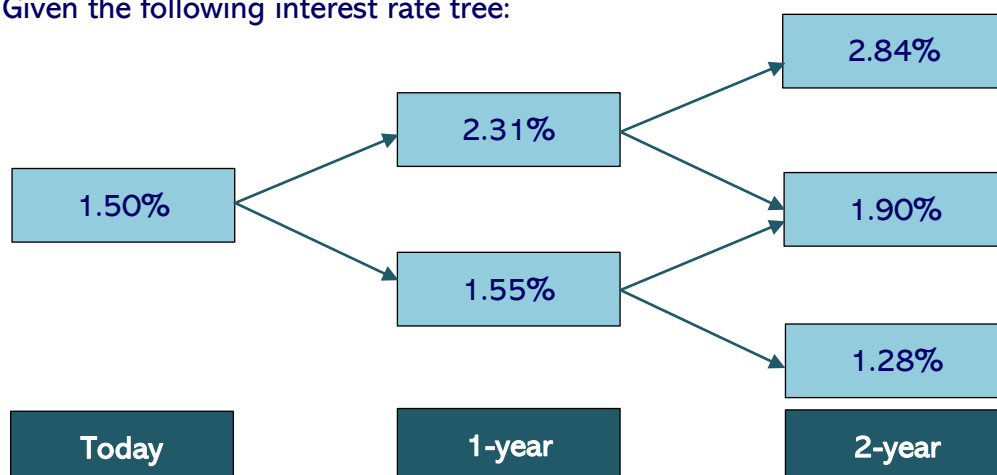 Given the following interest rate tree:
2.84%
2.31%
1.50%
1.90%
1.55%
1.28%
Today
1-year
2-year